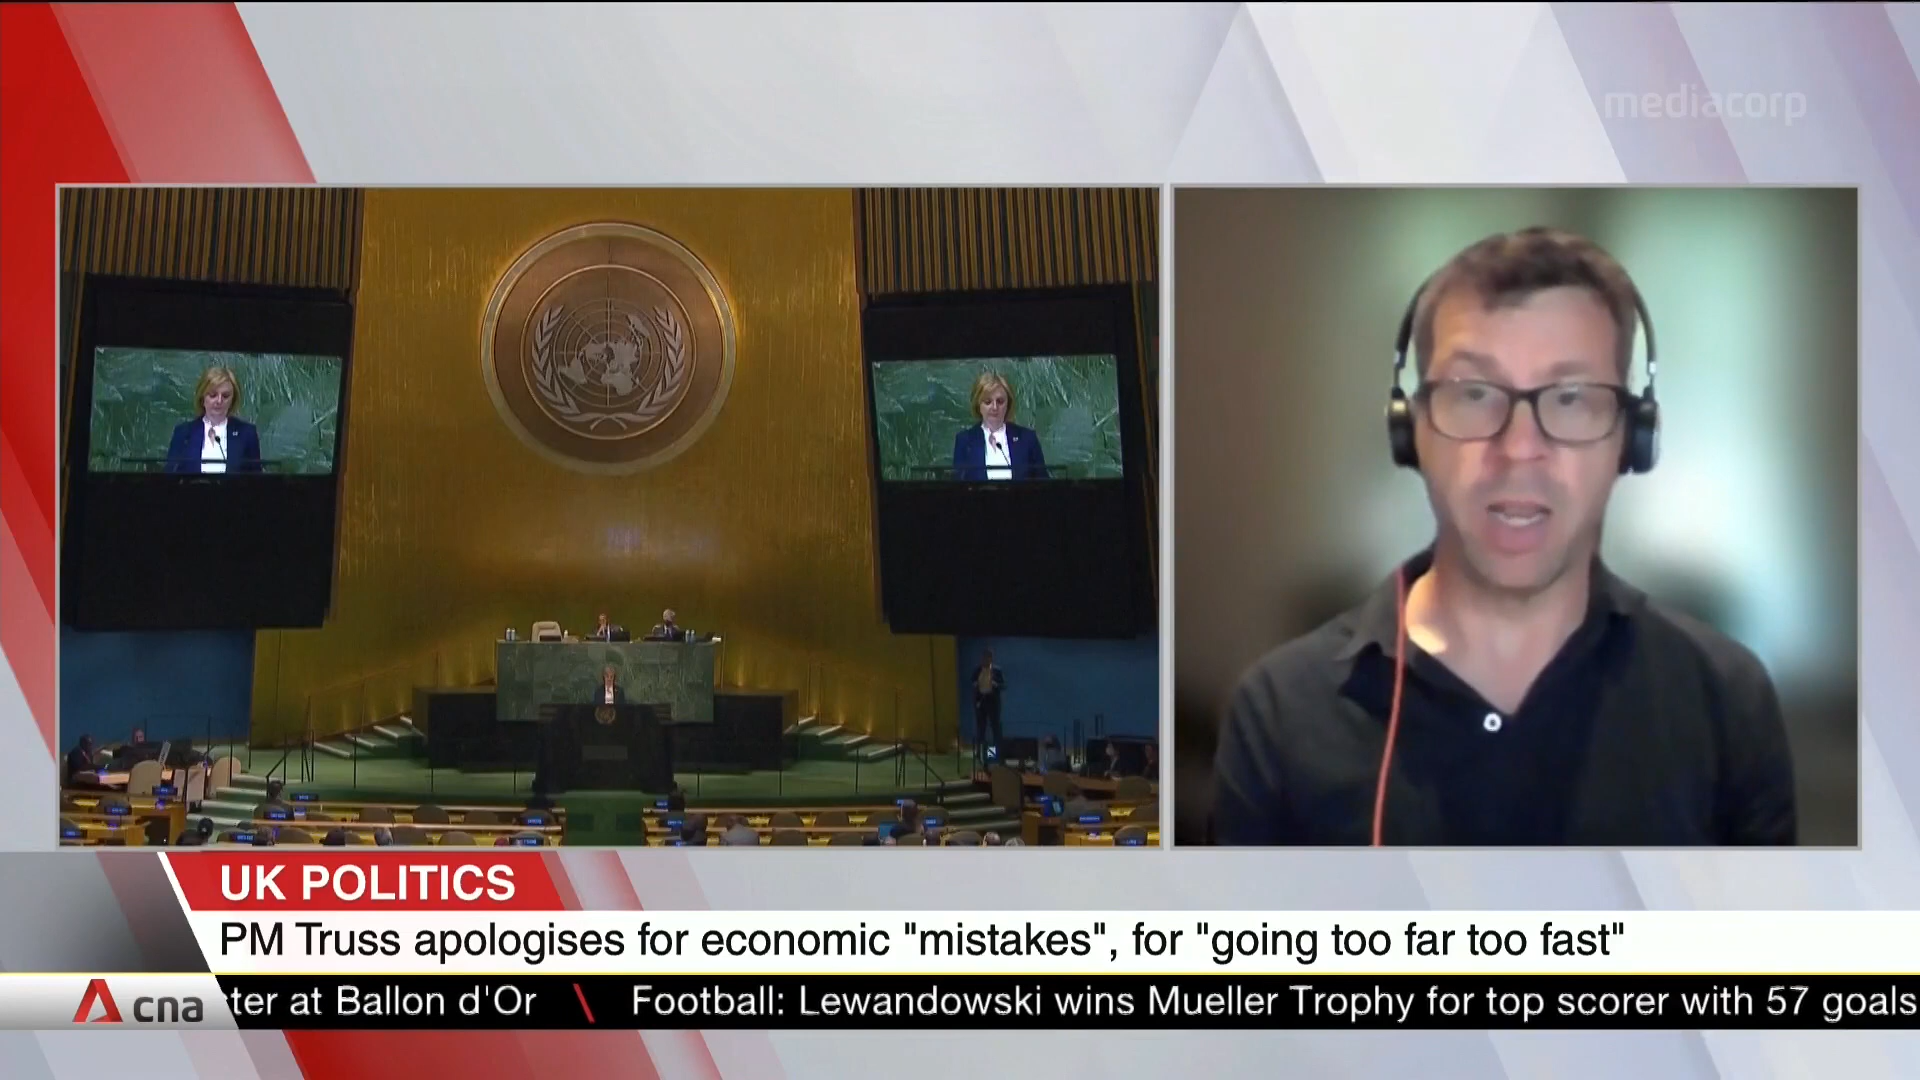 mediacorp
UK POLITICS
PM Truss apologises for economic "mistakes", for "going too far too fast"
cna
ter at Ballon d'Or \ Football: Lewandowski wins Mueller Trophy for top scorer with 57 goals